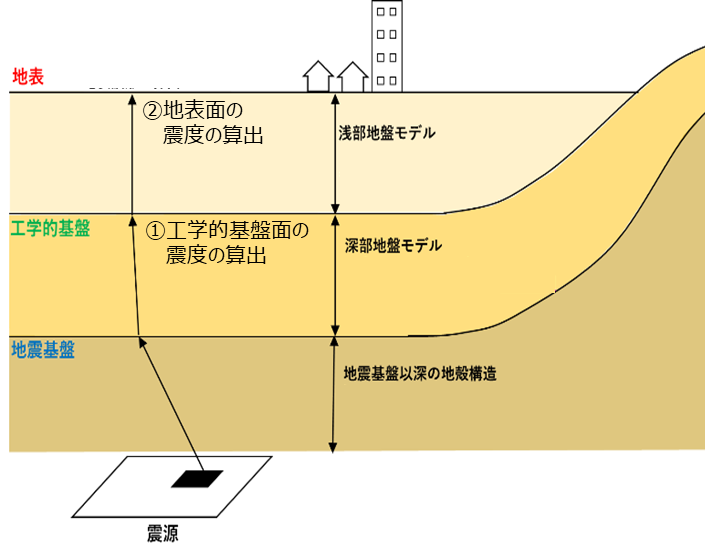 地表
②地表面の
震度の算出
浅部地盤モデル
工学的基盤
①工学的基盤面の
震度の算出
深部地盤モデル
地震基盤
地震基盤以深の地殻構造
震源